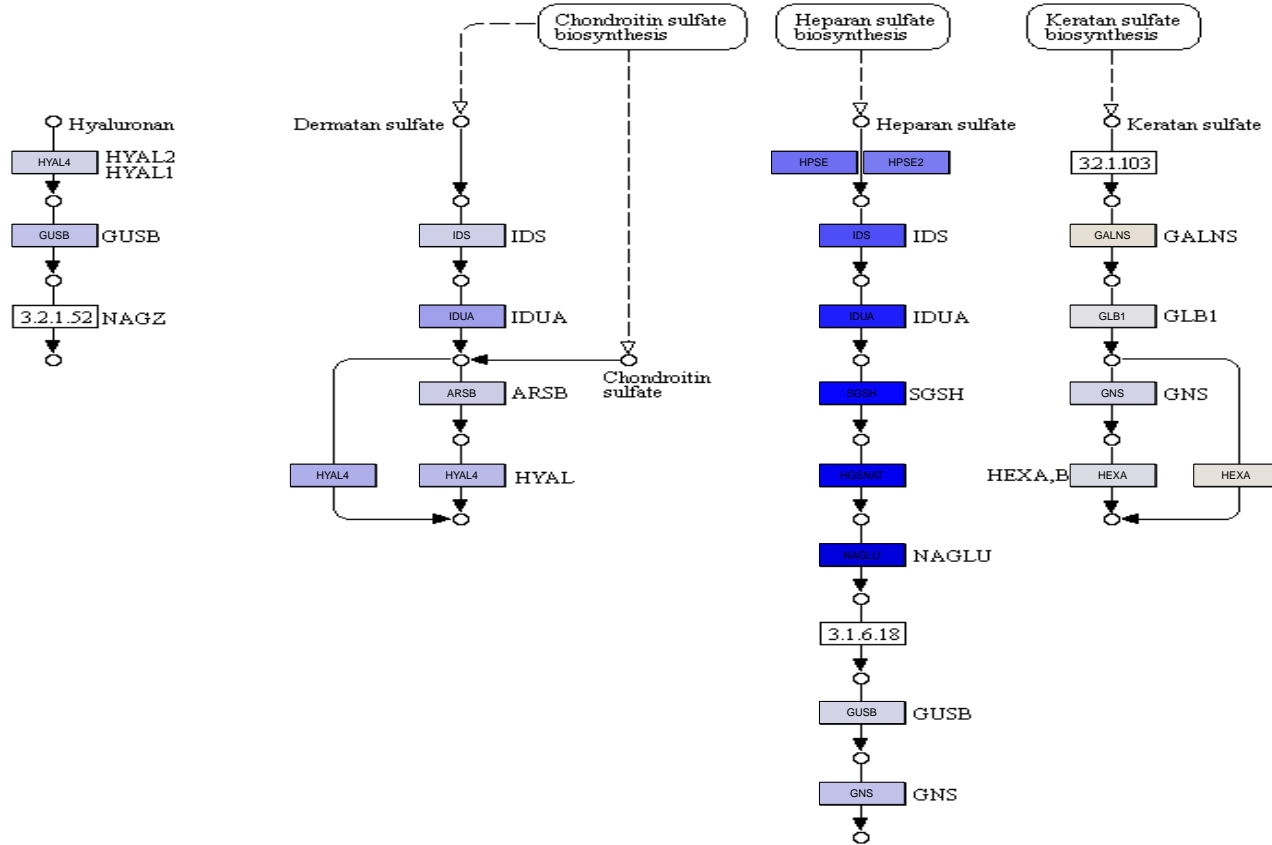 Chondroitin sulfate
biosynthesis
Heparan sulfate
biosynthesis
Keratan sulfate
biosynthesis
Hyaluronan
HYAL4
HYAL2
HYAL1
GUSB
GUSB
3.2.1.52
NAGZ
Dermatan sulfate
IDS
IDS
IDUA
IDUA
Chondroitin
sulfate
ARSB
ARSB
HYAL4
HYAL4
HYAL
Heparan sulfate
HPSE
HPSE2
IDS
IDS
IDUA
IDUA
SGSH
SGSH
HGSNAT
NAGLU
NAGLU
3.1.6.18
GUSB
GUSB
GNS
GNS
Keratan sulfate
3.2.1.103
GALNS
GALNS
GLB1
GLB1
GNS
GNS
HEXA,B
HEXA
HEXA